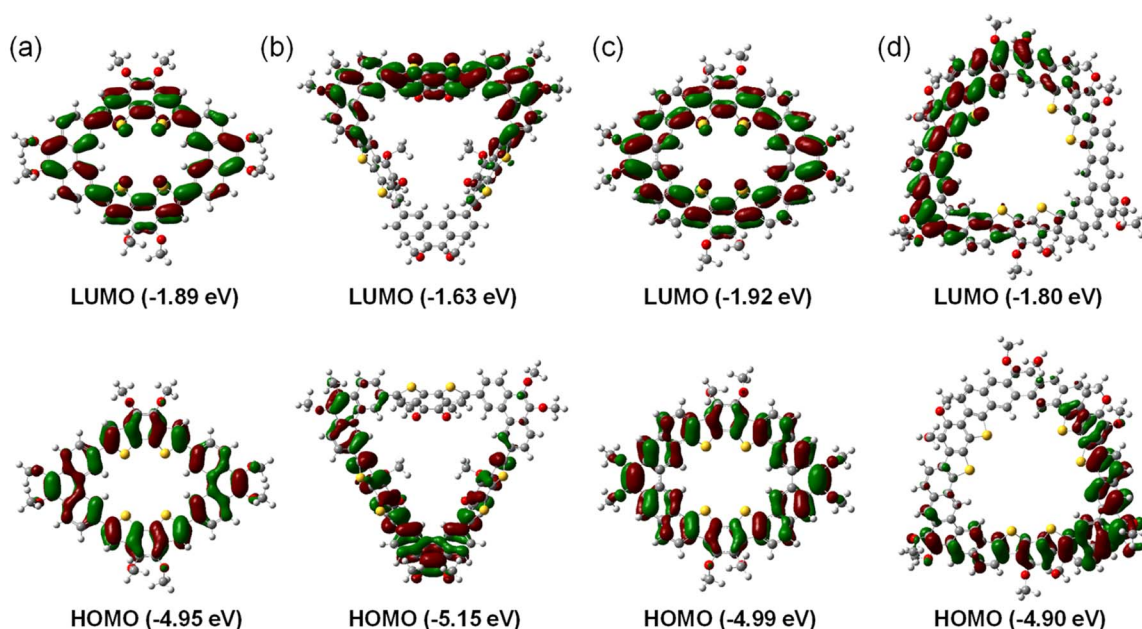 (a) (b) (c) (d)
LUMO (-1.89 eV) LUMO (-1.63 eV) LUMO (-1.92 eV) LUMO (-1.80 eV)
HOMO (-4.95 eV) HOMO (-5.15 eV) HOMO (-4.99 eV) HOMO (-4.90 eV)